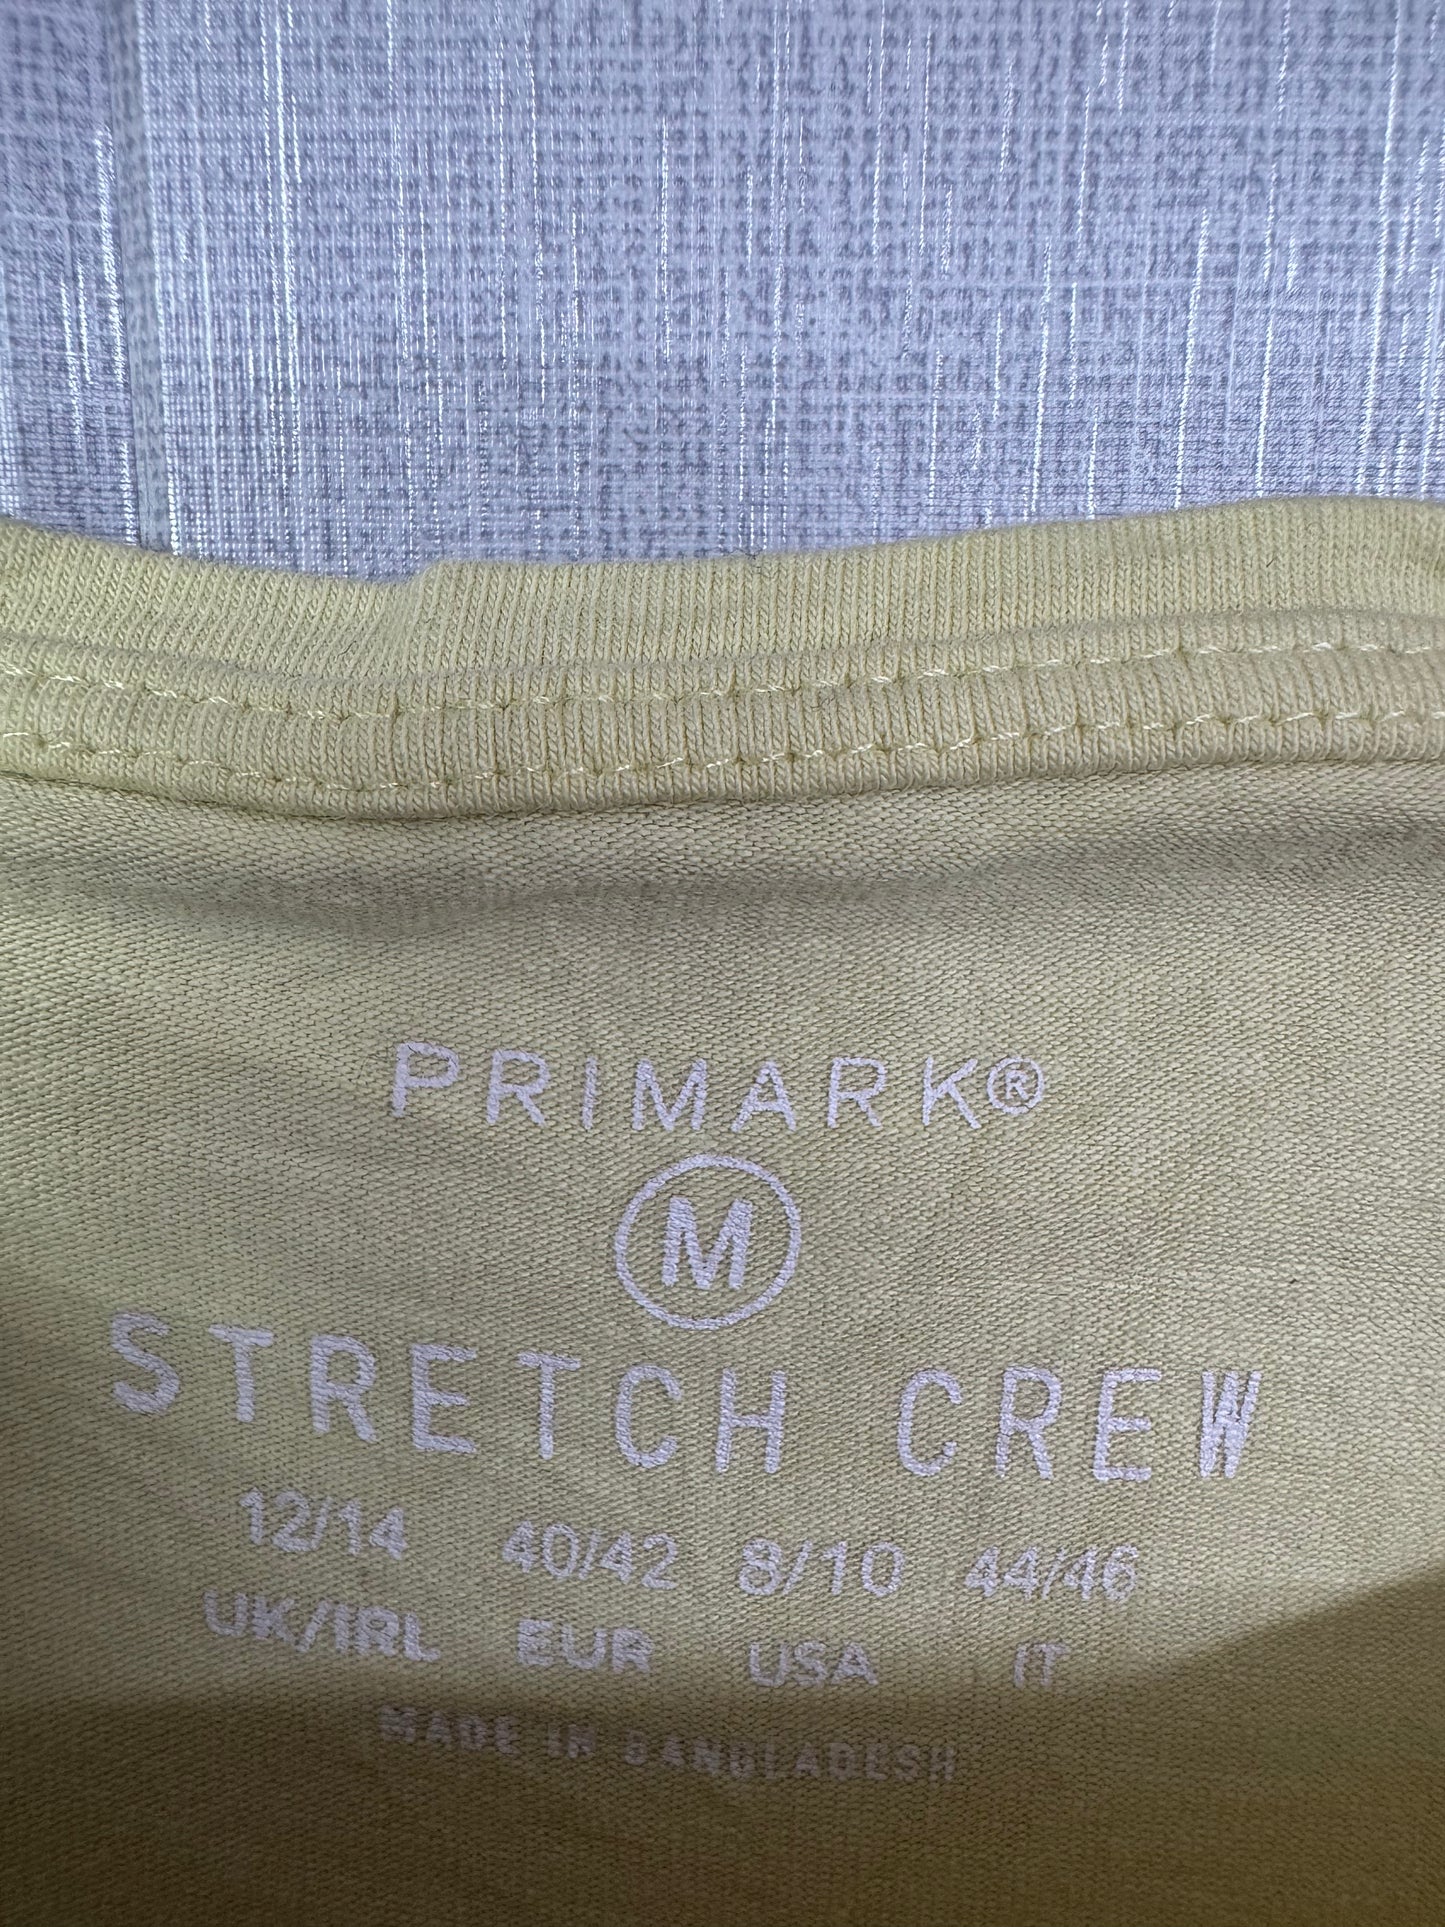 PRIMARK®
M
STRETCH CREW
12/14 40/42 8/10 44/46
UK/IRL EUR USA IT
MADE IN BANGLADESH